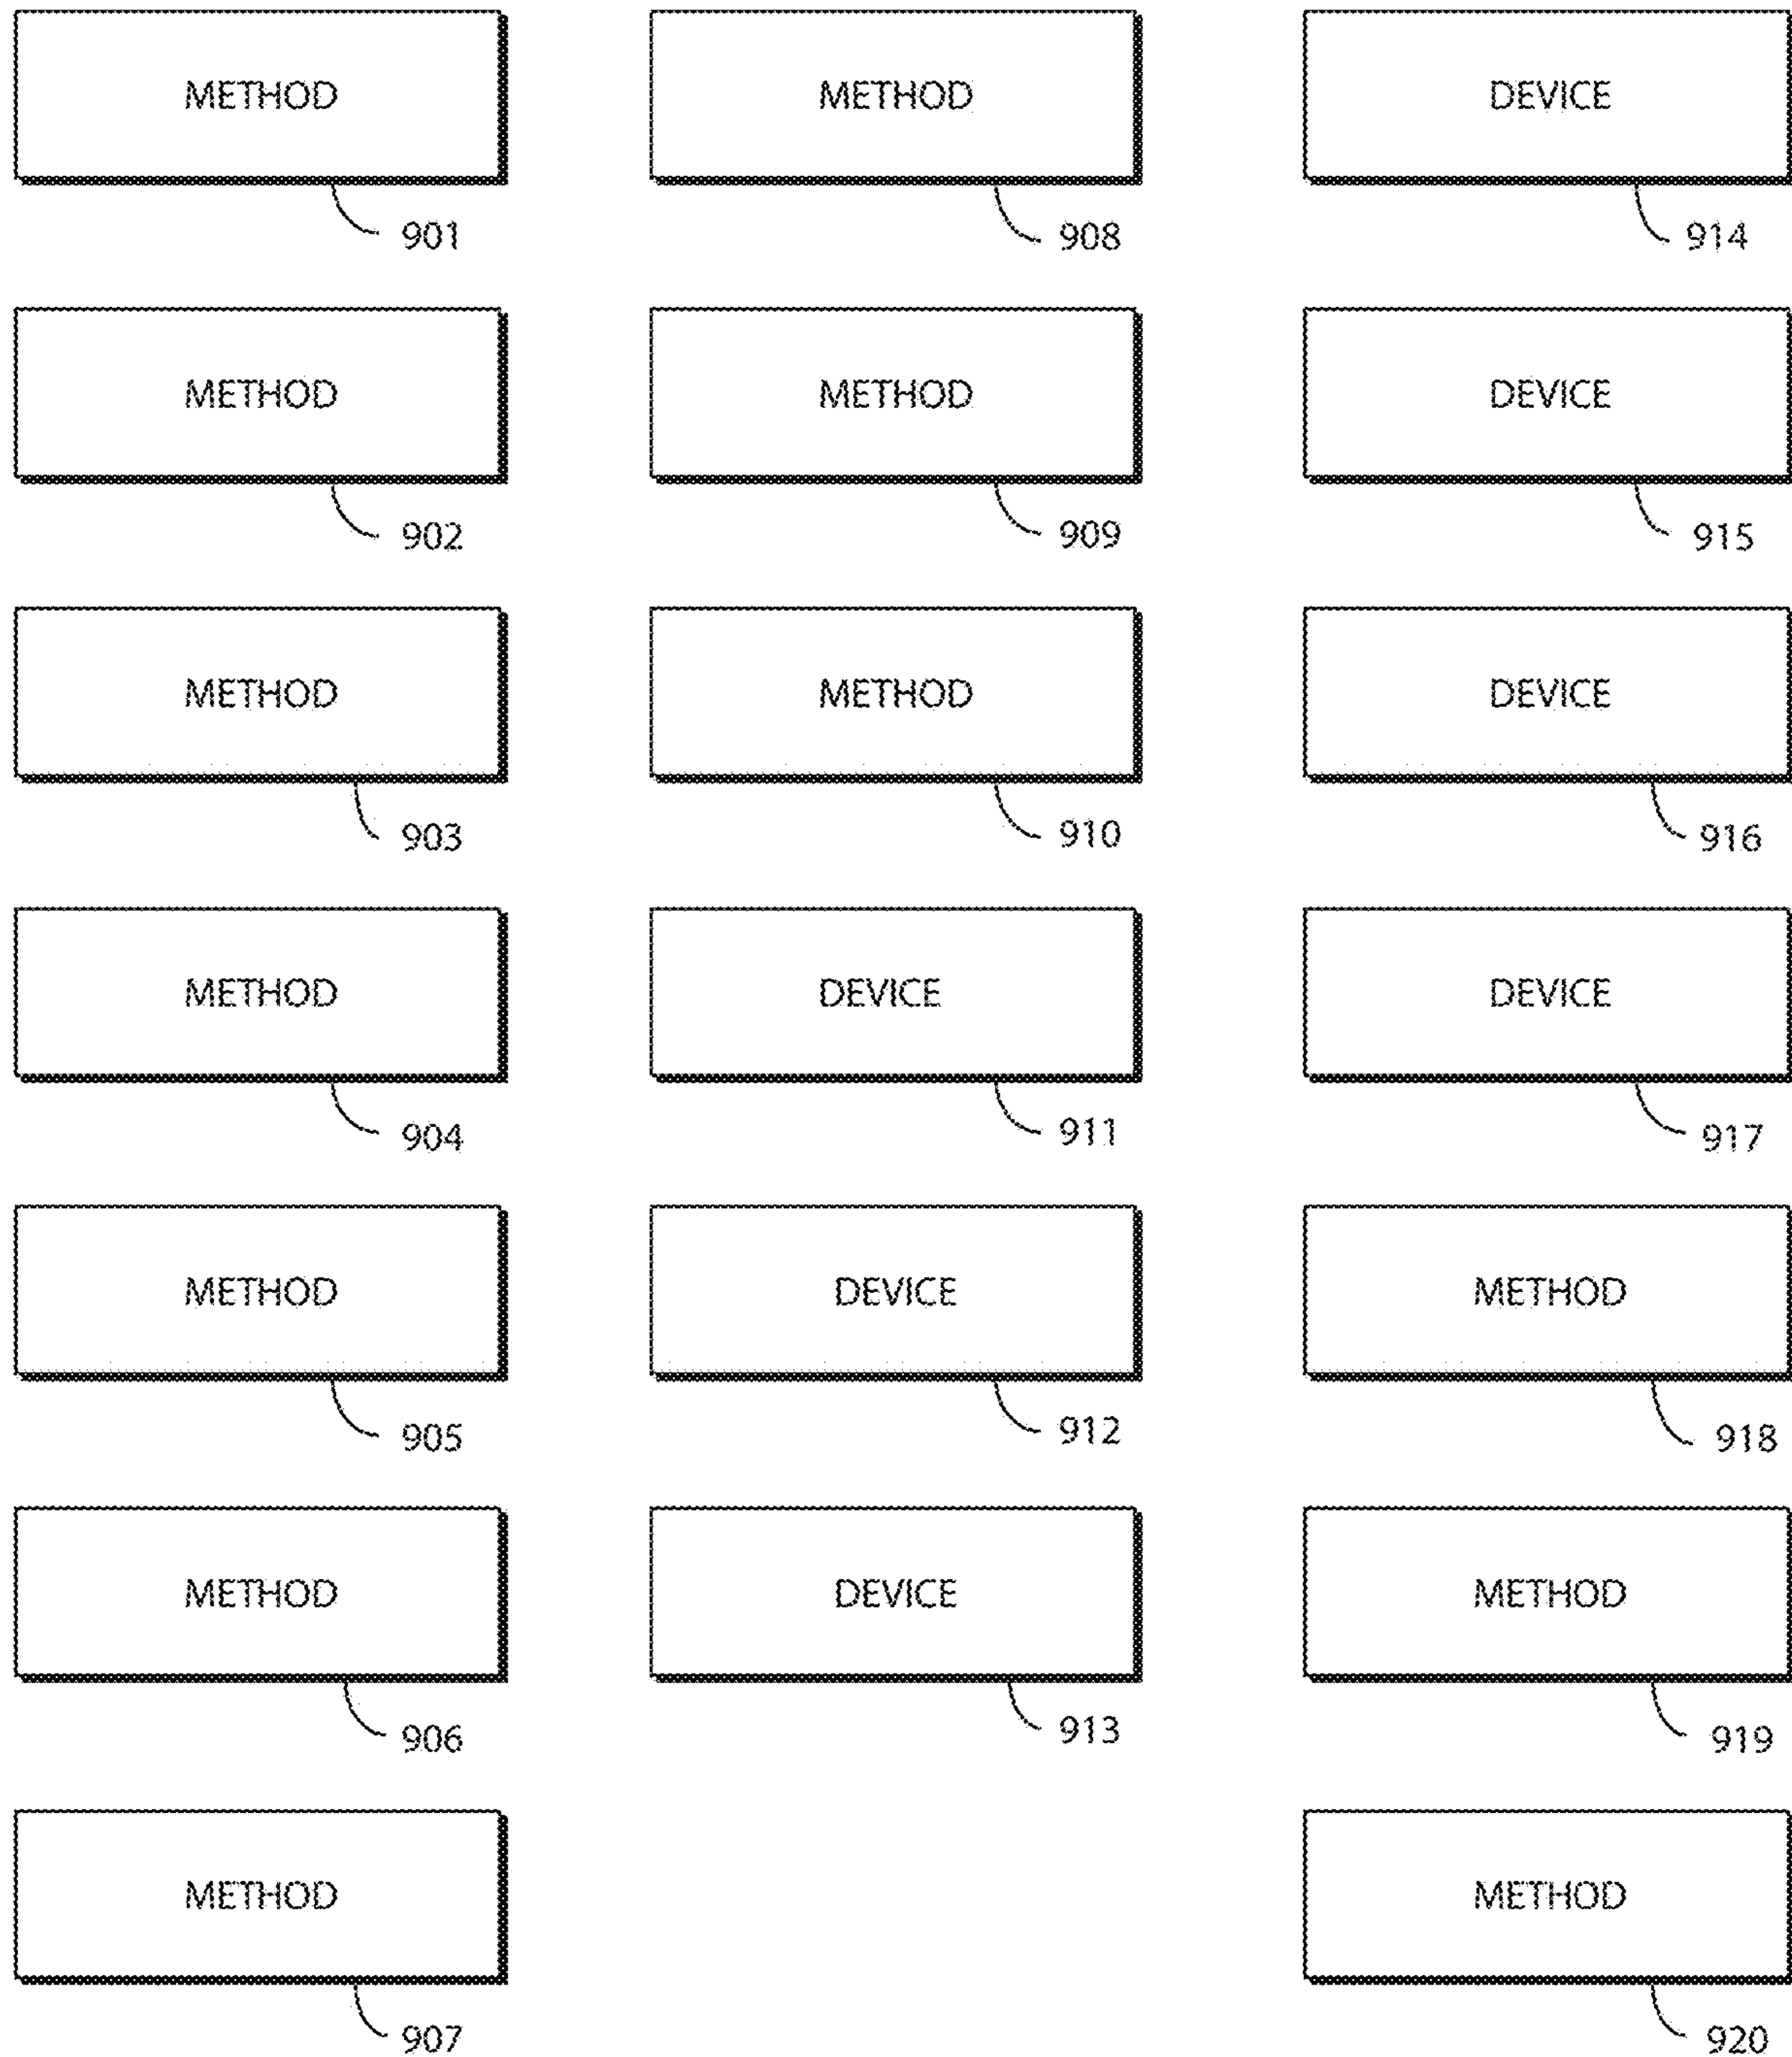 METHOD
901
METHOD
902
METHOD
903
METHOD
904
METHOD
905
METHOD
906
METHOD
907
METHOD
908
METHOD
909
METHOD
910
DEVICE
911
DEVICE
912
DEVICE
913
DEVICE
914
DEVICE
915
DEVICE
916
DEVICE
917
METHOD
918
METHOD
919
METHOD
920